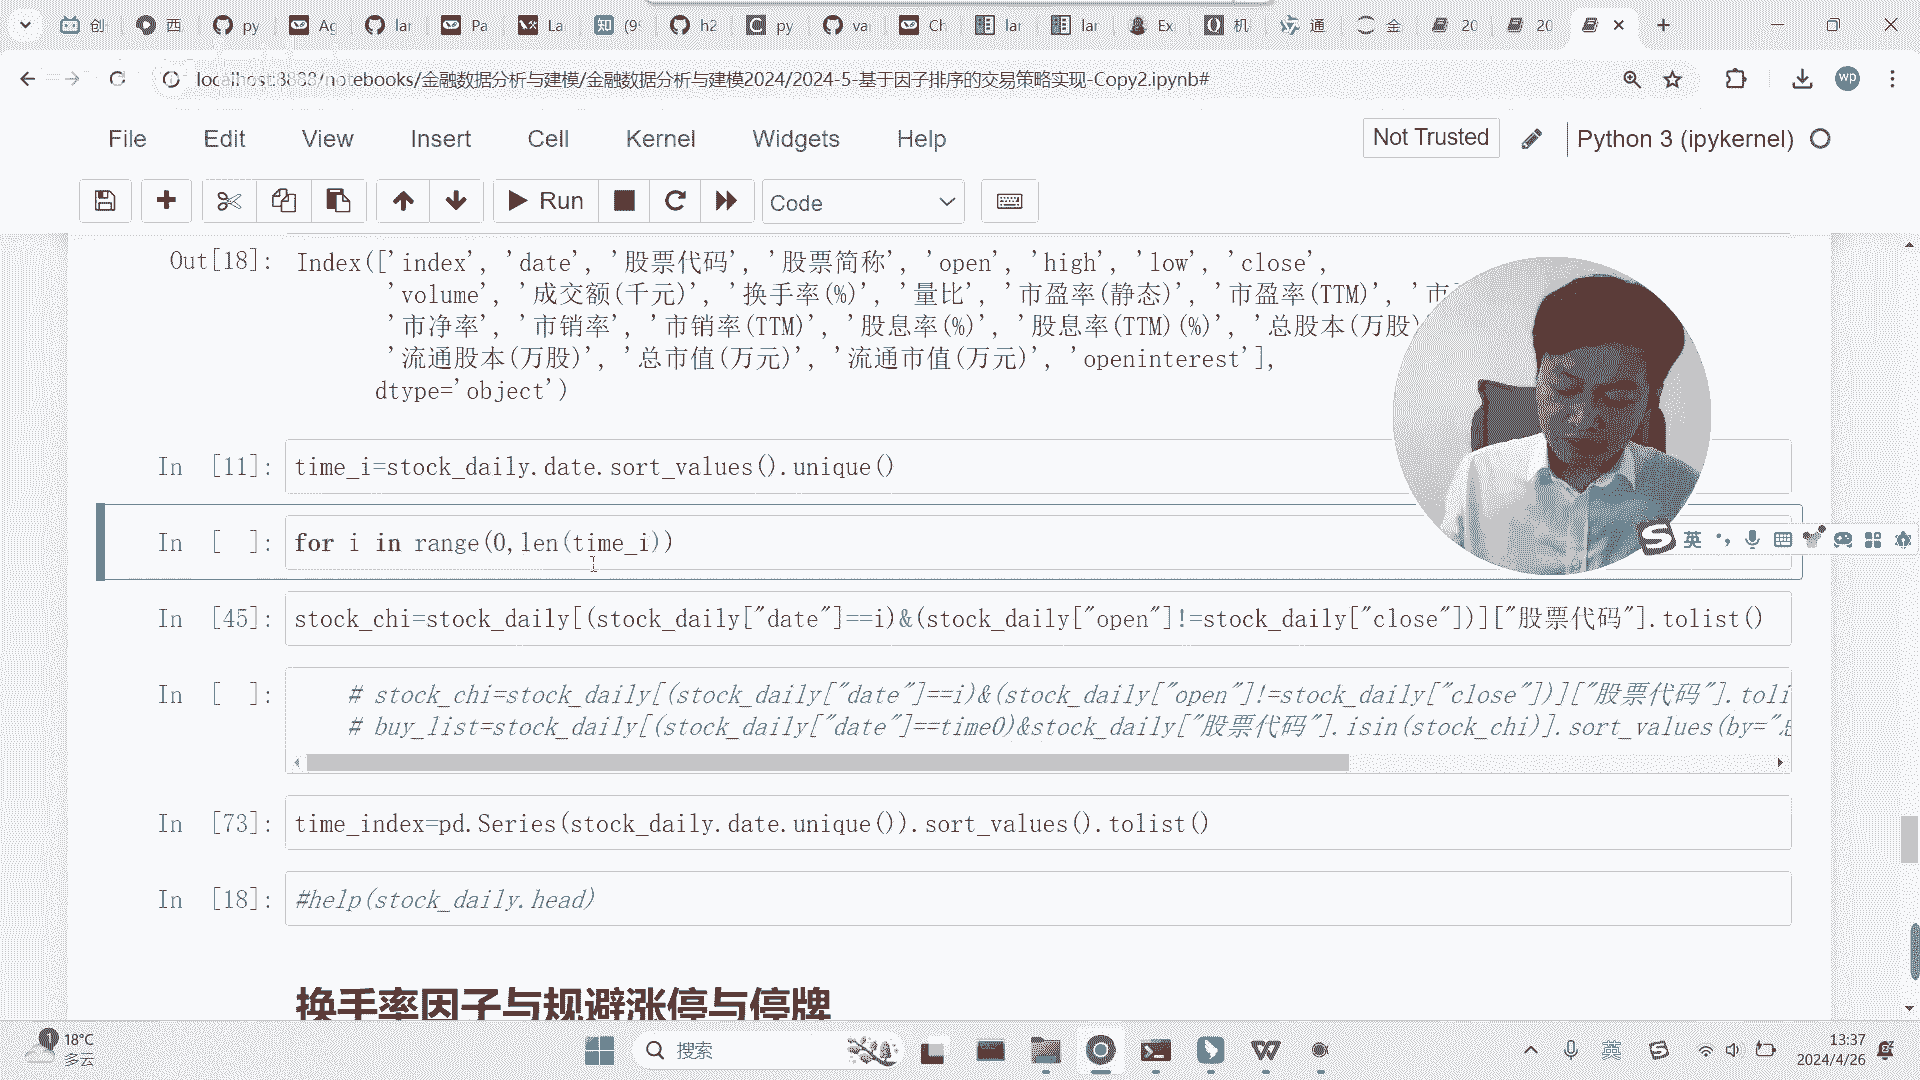 创
西
py
Ag
lar
Pa
La
(9
h2
py
va
Ch
lar
lar
Ex
机
通
金
20
20
localhost:8888/notebooks/金融数据分析与建模/金融数据分析与建模2024/2024-5-基于因子排序的交易策略实现-Copy2.ipynb#
wp
File Edit View Insert Cell Kernel Widgets Help
Not Trusted
Python 3 (ipykernel)
Run
Code
Out[18]: Index(['index', 'date', '股票代码', '股票简称', 'open', 'high', 'low', 'close',
'volume', '成交额(千元)', '换手率(%)', '量比', '市盈率(静态)', '市盈率(TTM)', '市
'市净率', '市销率', '市销率(TTM)', '股息率(%)', '股息率(TTM)(%)', '总股本(万股)
'流通股本(万股)', '总市值(万元)', '流通市值(万元)', 'openinterest'],
dtype='object')
In [11]: time_i=stock_daily.date.sort_values().unique()
In [ ]: for i in range(0,len(time_i))
英
In [45]: stock_chi=stock_daily[(stock_daily["date"]==i)&(stock_daily["open"]!=stock_daily["close"])]["股票代码"].tolist()
In [ ]: # stock_chi=stock_daily[(stock_daily["date"]==i)&(stock_daily["open"]!=stock_daily["close"])]["股票代码"].toli
# buy_list=stock_daily[(stock_daily["date"]==time0)&stock_daily["股票代码"].isin(stock_chi)].sort_values(by="
In [73]: time_index=pd.Series(stock_daily.date.unique()).sort_values().tolist()
In [18]: #help(stock_daily.head)
换手率因子与规避涨停与停牌
1
18°C
多云
搜索
英
13:37
2024/4/26